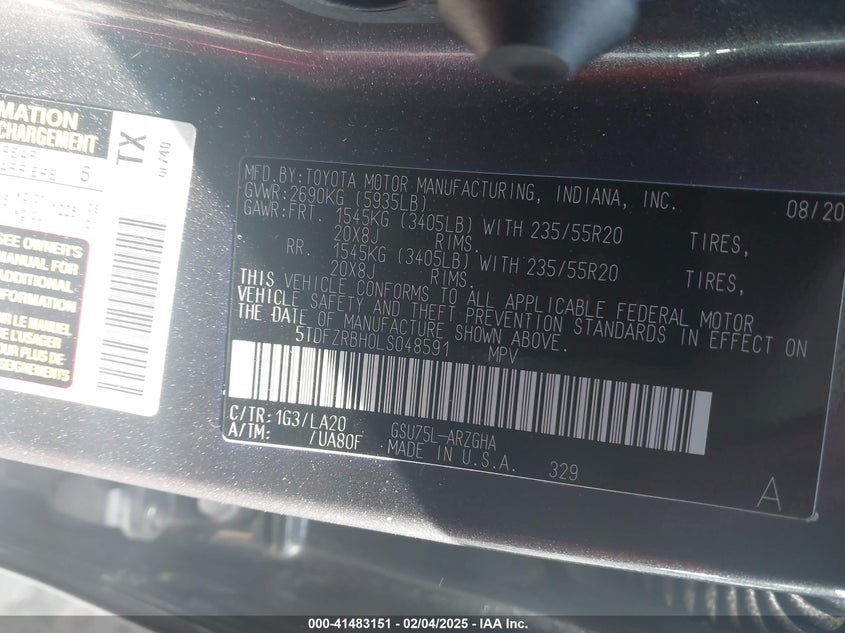 MATION
CHARGEMENT
TX
SEE OWNER'S
MANUAL FOR
ADDITIONAL
INFORMATION
LE MANUEL
DE L'USAGER
POUR PLUS DE
RENSEIGNEMENTS
MFD.BY:TOYOTA MOTOR MANUFACTURING, INDIANA, INC. 08/20
GVWR:2690KG (5935LB)
GAWR:FRT. 1545KG (3405LB) WITH 235/55R20 TIRES,
20X8J RIMS.
RR. 1545KG (3405LB) WITH 235/55R20 TIRES,
20X8J RIMS.
THIS VEHICLE CONFORMS TO ALL APPLICABLE FEDERAL MOTOR
VEHICLE SAFETY AND THEFT PREVENTION STANDARDS IN EFFECT ON
THE DATE OF MANUFACTURE SHOWN ABOVE.
5TDFZRBH0LS048591 MPV
C/TR:1G3/LA20 GSU75L-ARZGHA
A/TM: /UA80F MADE IN U.S.A. 329
A
000-41483151 - 02/04/2025 - IAA Inc.